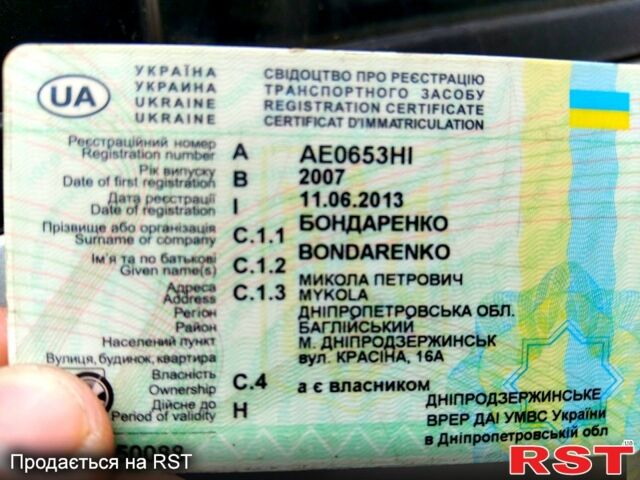 UA
УКРАЇНА
УКРАИНА
UKRAINE
UKRAINE
СВІДОЦТВО ПРО РЕЄСТРАЦІЮ
ТРАНСПОРТНОГО ЗАСОБУ
REGISTRATION CERTIFICATE
CERTIFICAT D'IMMATRICULATION
Реєстраційний номер
Registration number A АЕ0653НІ
Рік випуску
Date of first registration B 2007
Дата реєстрації
Date of registration I 11.06.2013
Прізвище або організація
Surname or company C.1.1 БОНДАРЕНКО
BONDARENKO
Ім'я та по батькові
Given name(s) C.1.2 МИКОЛА ПЕТРОВИЧ
MYKOLA
Адреса
Address C.1.3
Регіон ДНІПРОПЕТРОВСЬКА ОБЛ.
Район БАГЛІЙСЬКИЙ
Населений пункт М. ДНІПРОДЗЕРЖИНСЬК
Вулиця, будинок, квартира вул. КРАСІНА, 16А
Власність
Ownership C.4 а є власником
Дійсне до
Period of validity H
ДНІПРОДЗЕРЖИНСЬКЕ
ВРЕР ДАІ УМВС України
в Дніпропетровській обл
Продається на RST
RST